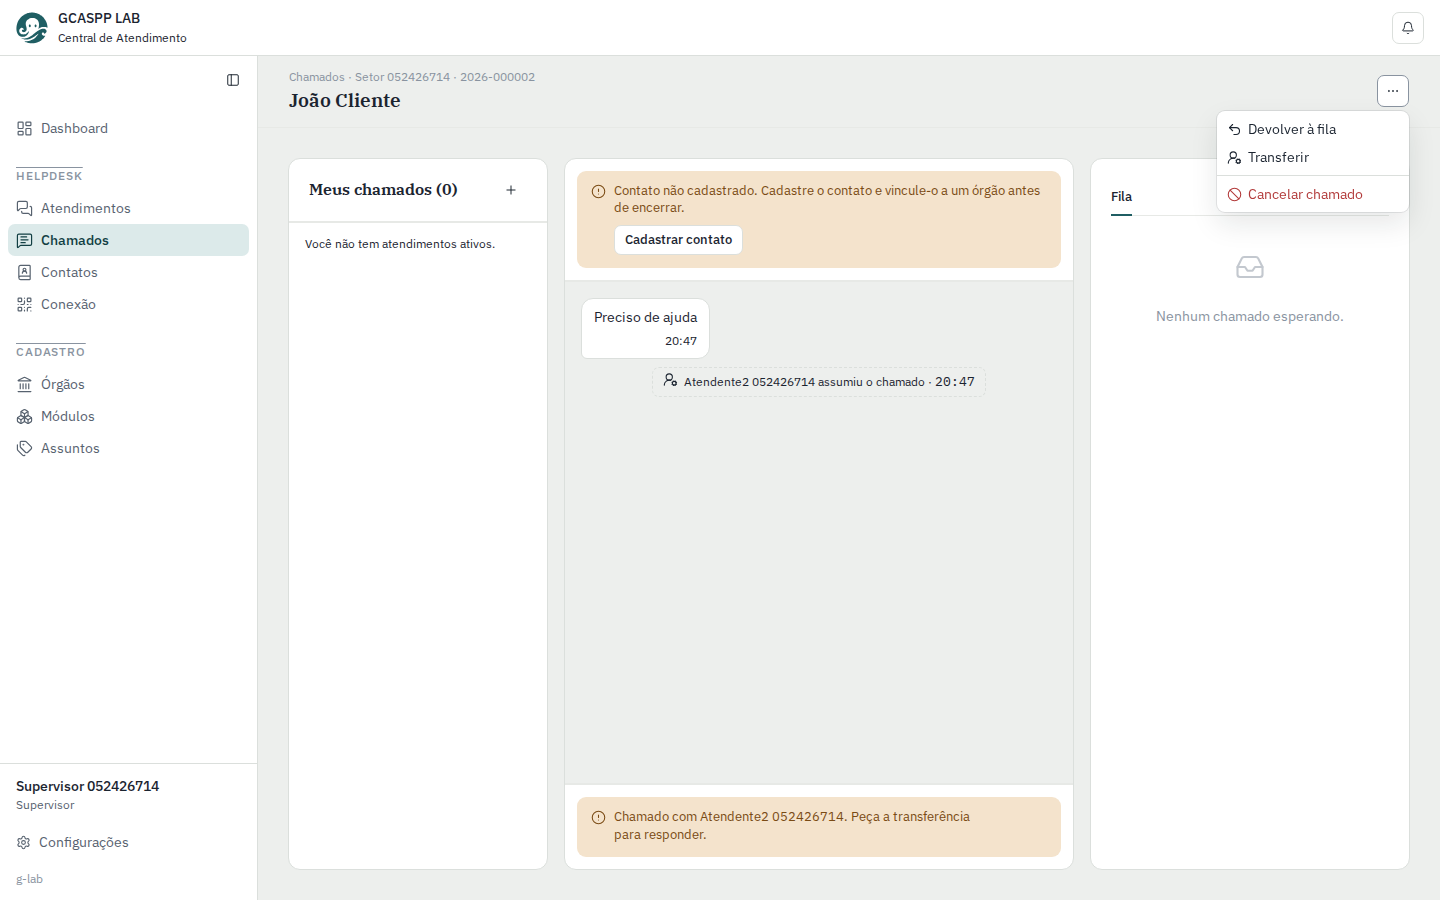 GCASPP LAB
Central de Atendimento
Dashboard
HELPDESK
Atendimentos
Chamados
Contatos
Conexão
CADASTRO
Órgãos
Módulos
Assuntos
Supervisor 052426714
Supervisor
Configurações
g-lab
Chamados · Setor 052426714 · 2026-000002
João Cliente
Devolver à fila
Transferir
Cancelar chamado
Meus chamados (0)
Você não tem atendimentos ativos.
Contato não cadastrado. Cadastre o contato e vincule-o a um órgão antes
de encerrar.
Cadastrar contato
Preciso de ajuda
20:47
Atendente2 052426714 assumiu o chamado · 20:47
Chamado com Atendente2 052426714. Peça a transferência
para responder.
Fila
Nenhum chamado esperando.